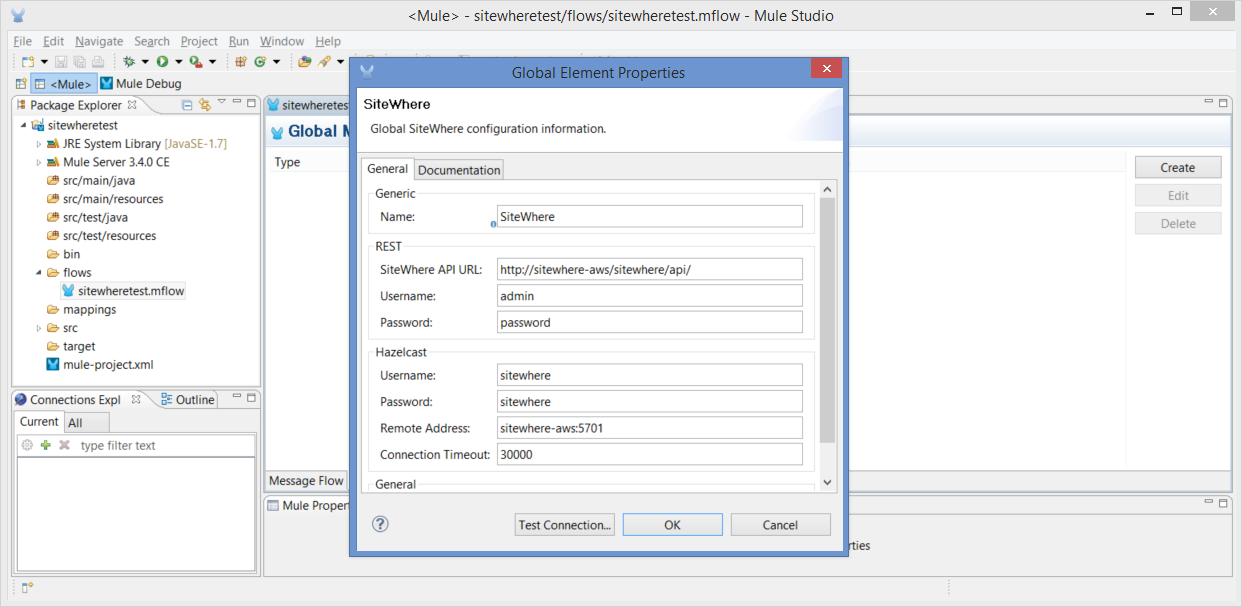 <Mule> - sitewheretest/flows/sitewheretest.mflow - Mule Studio
File Edit Navigate Search Project Run Window Help
<Mule> Mule Debug
Package Explorer
sitewheretest
JRE System Library [JavaSE-1.7]
Mule Server 3.4.0 CE
src/main/java
src/main/resources
src/test/java
src/test/resources
bin
flows
sitewheretest.mflow
mappings
src
target
mule-project.xml
Connections Expl Outline
Current All
type filter text
sitewheretest
Global M
Type
Create
Edit
Delete
Message Flow
Mule Propert
rties
Global Element Properties
SiteWhere
Global SiteWhere configuration information.
General Documentation
Generic
Name: SiteWhere
REST
SiteWhere API URL: http://sitewhere-aws/sitewhere/api/
Username: admin
Password: password
Hazelcast
Username: sitewhere
Password: sitewhere
Remote Address: sitewhere-aws:5701
Connection Timeout: 30000
General
Test Connection... OK Cancel